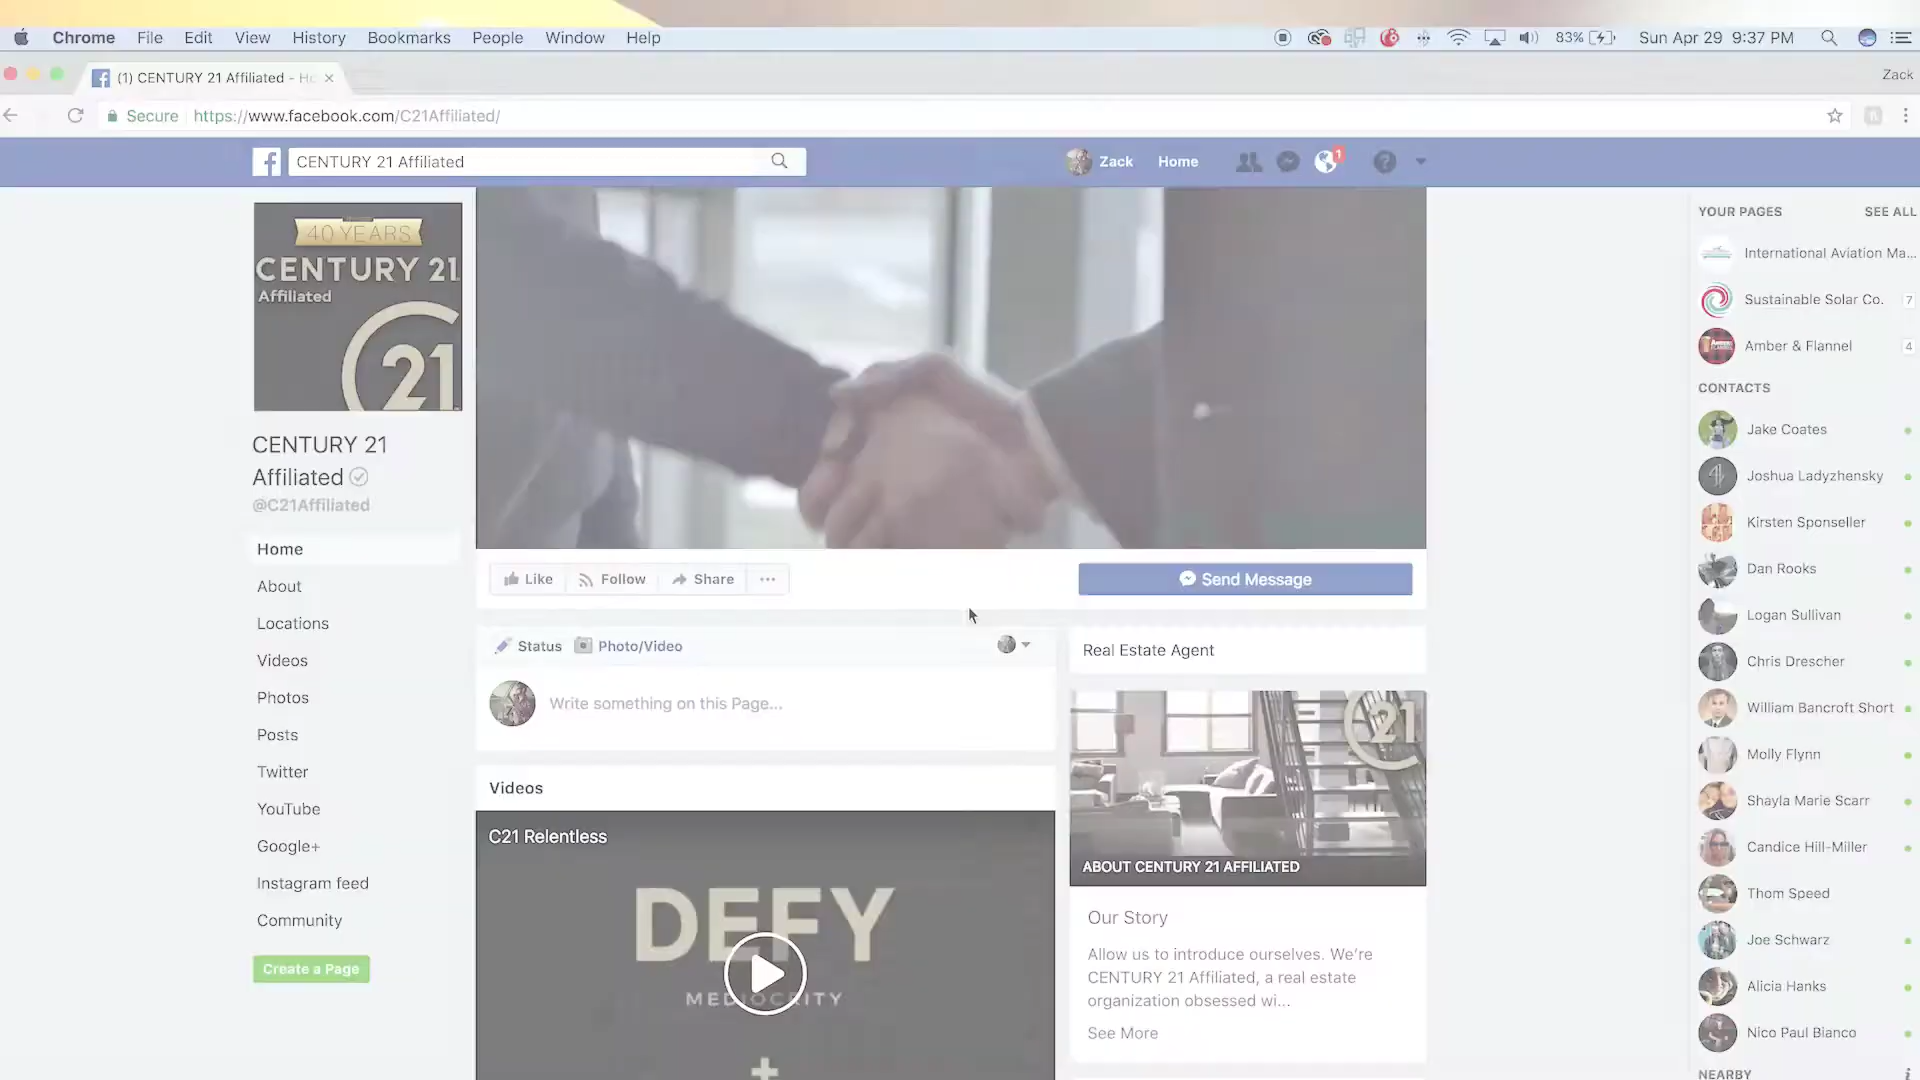 Chrome File Edit View History Bookmarks People Window Help
83% Sun Apr 29 9:37 PM
(1) CENTURY 21 Affiliated - Ho
Zack
Secure https://www.facebook.com/C21Affiliated/
CENTURY 21 Affiliated
Zack Home 1
40 YEARS
CENTURY 21
Affiliated
21
CENTURY 21
Affiliated
@C21Affiliated
Home
About
Locations
Videos
Photos
Posts
Twitter
YouTube
Google+
Instagram feed
Community
Create a Page
Like Follow Share
Send Message
Status Photo/Video
Write something on this Page...
Videos
C21 Relentless
DEFY
MEDIOCRITY
+
Real Estate Agent
21
ABOUT CENTURY 21 AFFILIATED
Our Story
Allow us to introduce ourselves. We're
CENTURY 21 Affiliated, a real estate
organization obsessed wi...
See More
YOUR PAGES SEE ALL
International Aviation Ma...
Sustainable Solar Co. 7
Amber & Flannel 4
CONTACTS
Jake Coates
Joshua Ladyzhensky
Kirsten Sponseller
Dan Rooks
Logan Sullivan
Chris Drescher
William Bancroft Short
Molly Flynn
Shayla Marie Scarr
Candice Hill-Miller
Thom Speed
Joe Schwarz
Alicia Hanks
Nico Paul Bianco
NEARBY